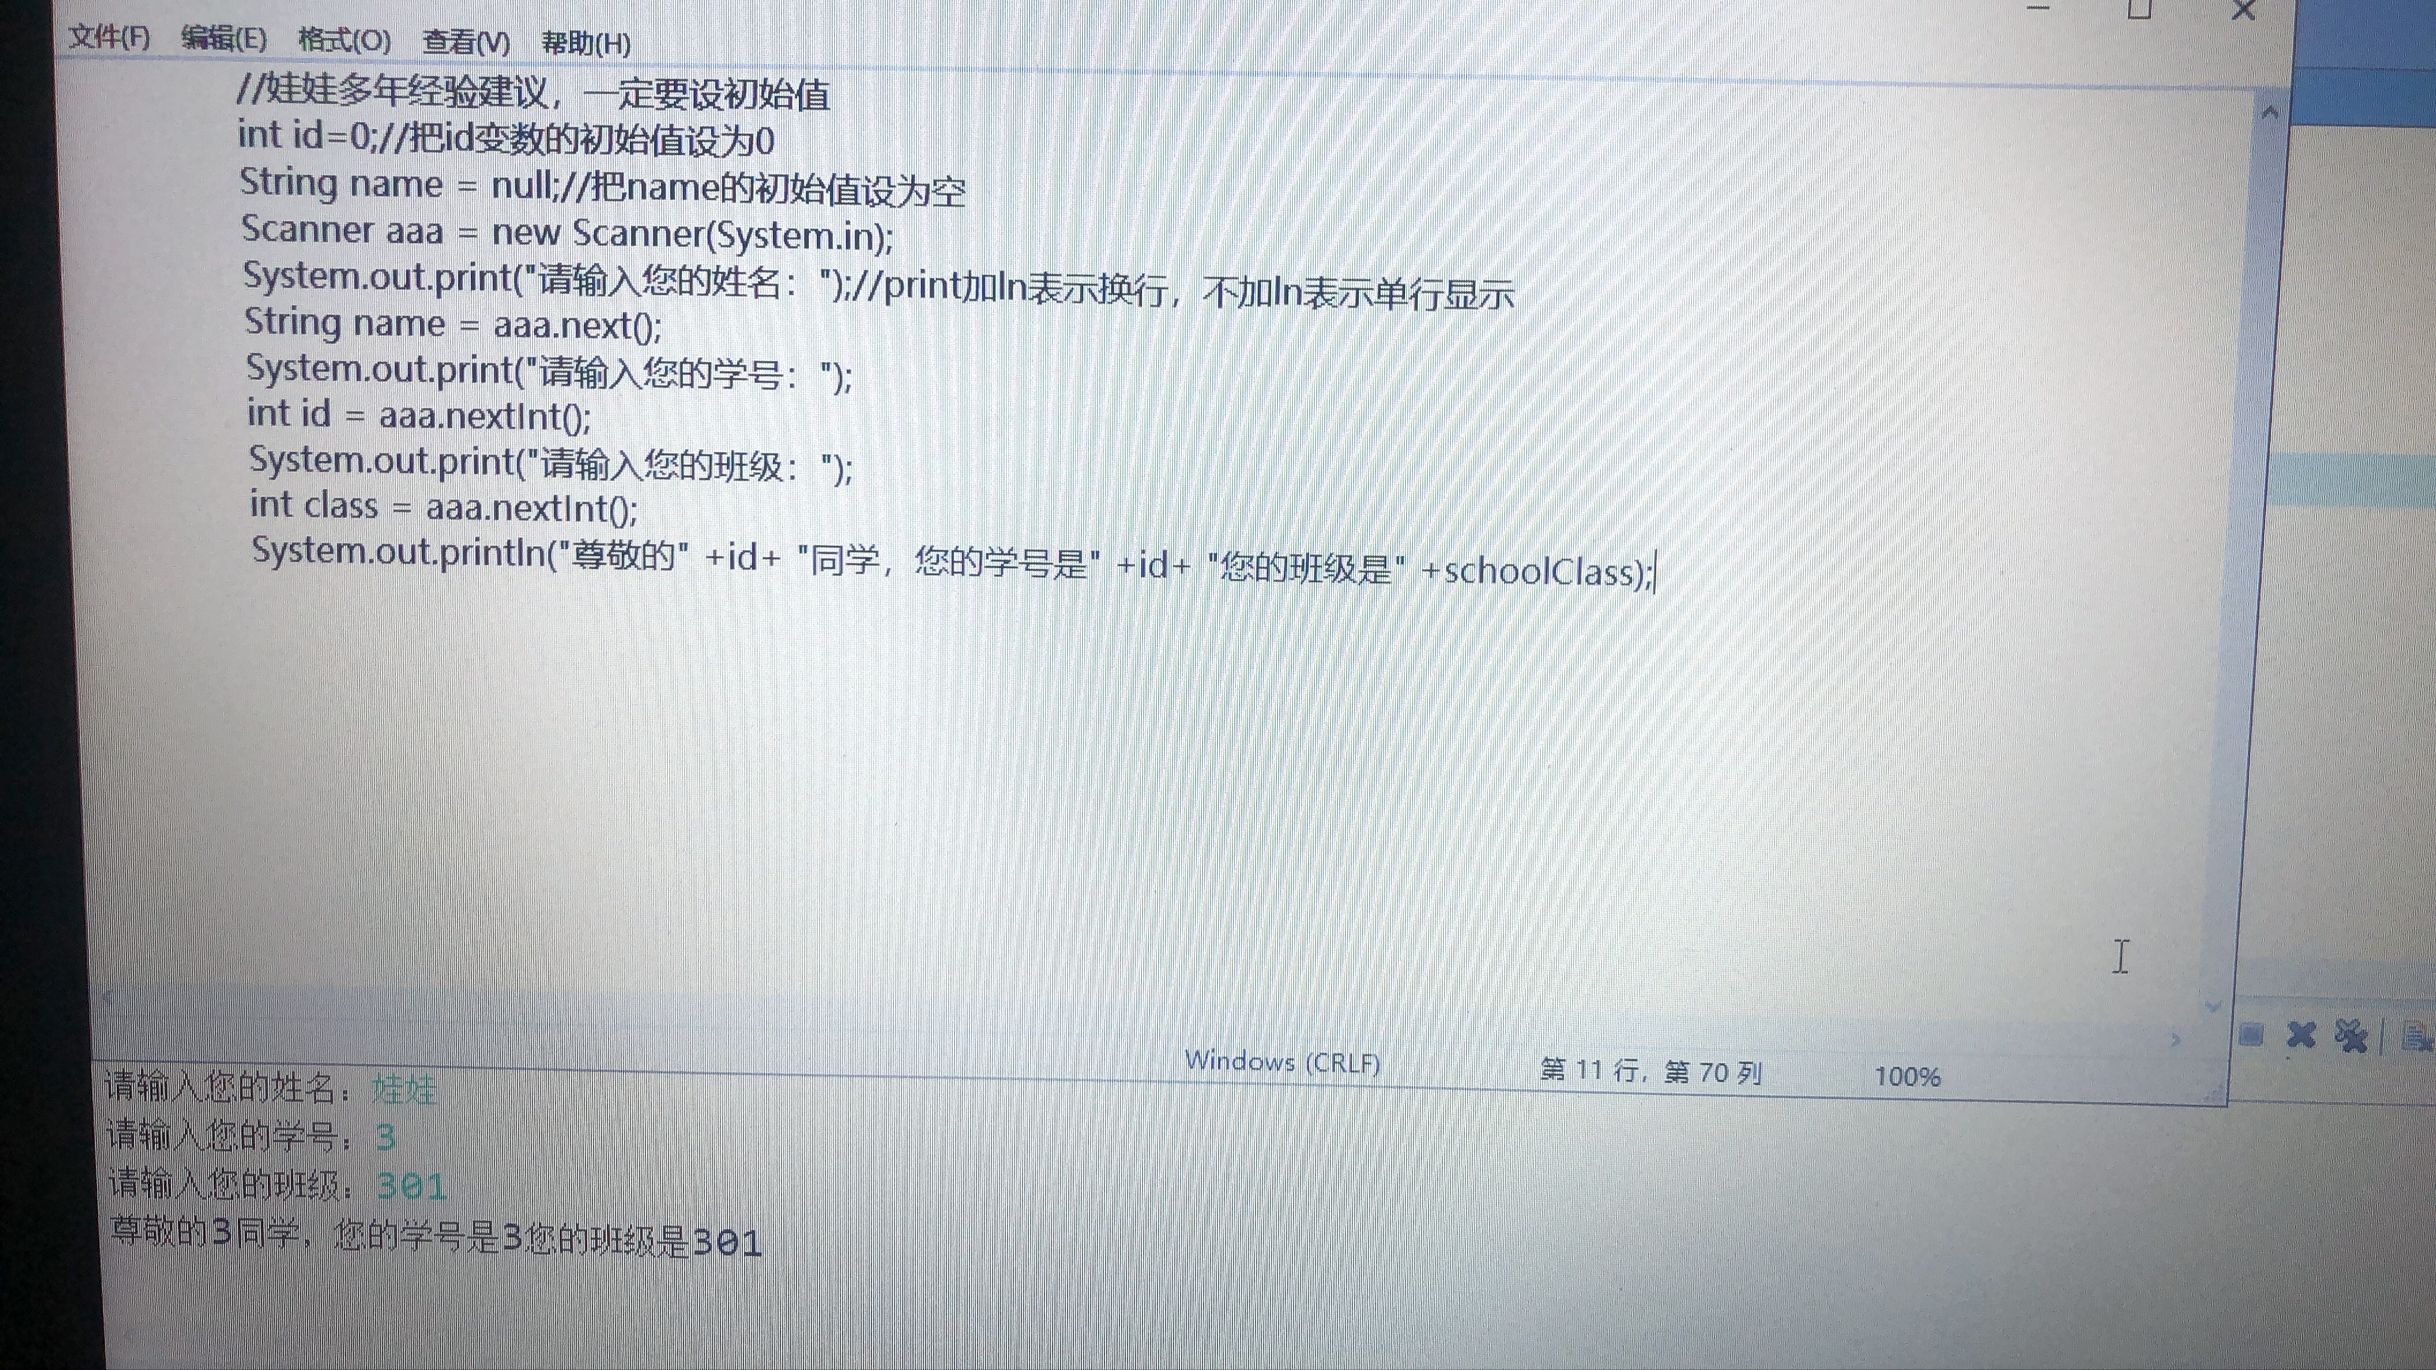 文件(F) 编辑(E) 格式(O) 查看(V) 帮助(H)
//娃娃多年经验建议，一定要设初始值
int id=0;//把id变数的初始值设为0
String name = null;//把name的初始值设为空
Scanner aaa = new Scanner(System.in);
System.out.print("请输入您的姓名：");//print加ln表示换行，不加ln表示单行显示
String name = aaa.next();
System.out.print("请输入您的学号：");
int id = aaa.nextInt();
System.out.print("请输入您的班级：");
int class = aaa.nextInt();
System.out.println("尊敬的" +id+ "同学，您的学号是" +id+ "您的班级是" +schoolClass);
Windows (CRLF) 第 11 行，第 70 列 100%
请输入您的姓名：娃娃
请输入您的学号：3
请输入您的班级：301
尊敬的3同学，您的学号是3您的班级是301